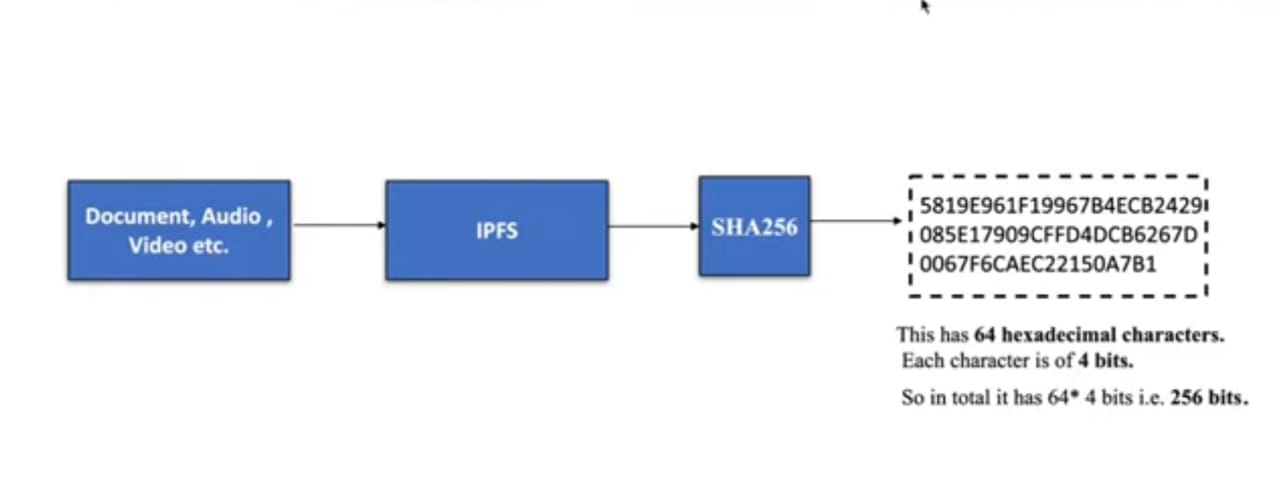 Document, Audio ,
Video etc.
IPFS
SHA256
5819E961F19967B4ECB2429
085E17909CFFD4DCB6267D
0067F6CAEC22150A7B1
This has 64 hexadecimal characters.
Each character is of 4 bits.
So in total it has 64* 4 bits i.e. 256 bits.